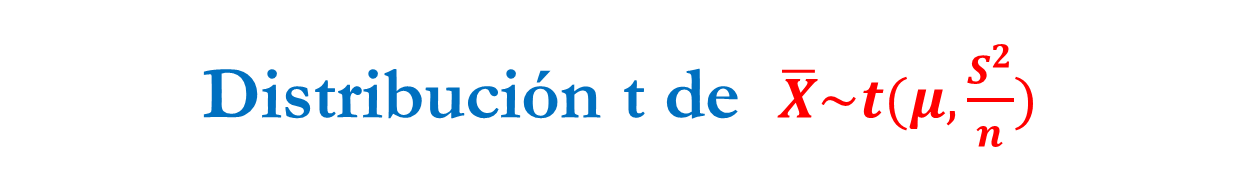 Distribución t de X̅~t(μ, S²/n)